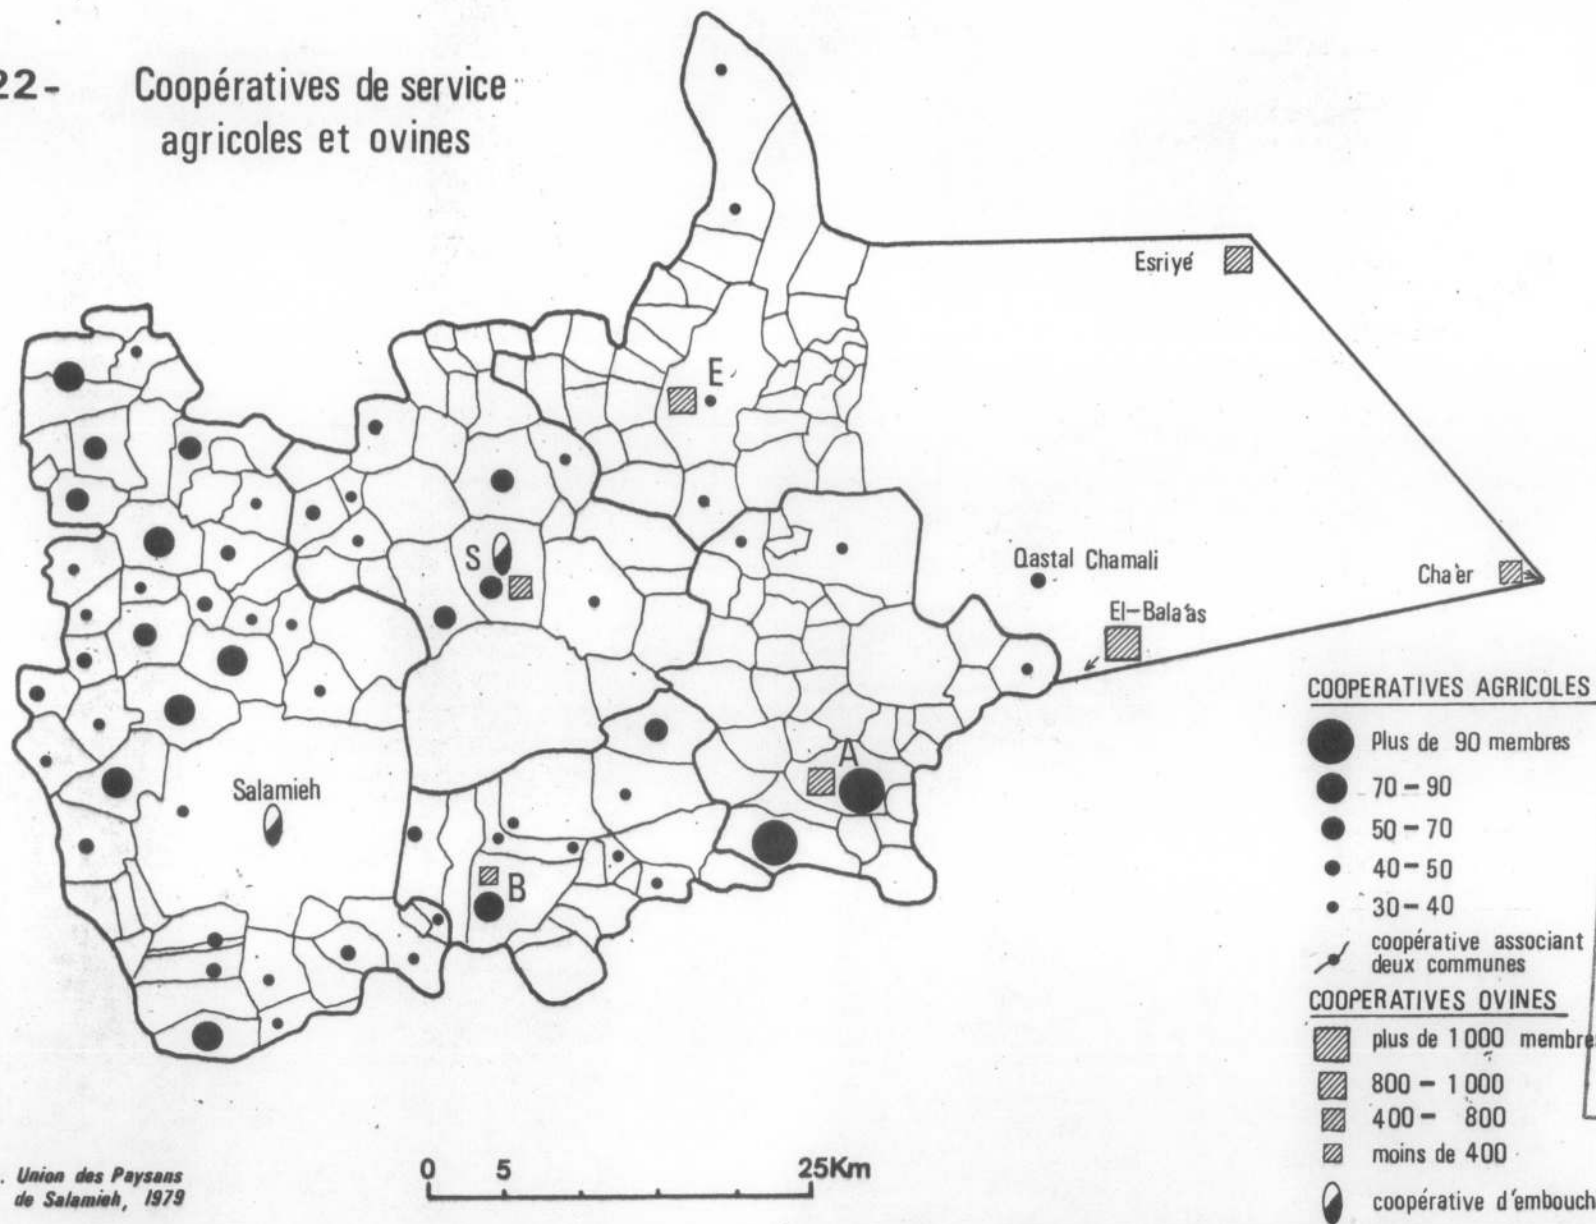 22- Coopératives de service
agricoles et ovines
Esriyé
E
Qastal Chamali
Cha'er
S
El-Bala'as
A
Salamieh
B
COOPERATIVES AGRICOLES
Plus de 90 membres
70 - 90
50 - 70
40 - 50
30 - 40
coopérative associant
deux communes
COOPERATIVES OVINES
plus de 1 000 membre
800 - 1 000
400 - 800
moins de 400
coopérative d'embouch
0 5 25Km
. Union des Paysans
de Salamieh, 1979